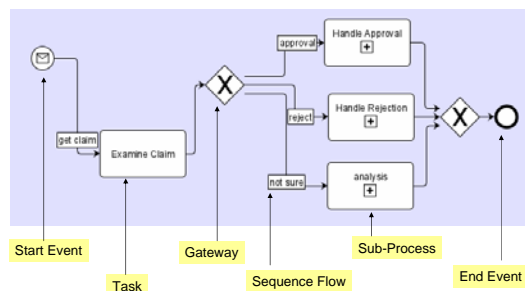 Handle Approval
approval
X
get claim
Examine Claim
reject
Handle Rejection
X
not sure
analysis
Start Event
Task
Gateway
Sequence Flow
Sub-Process
End Event